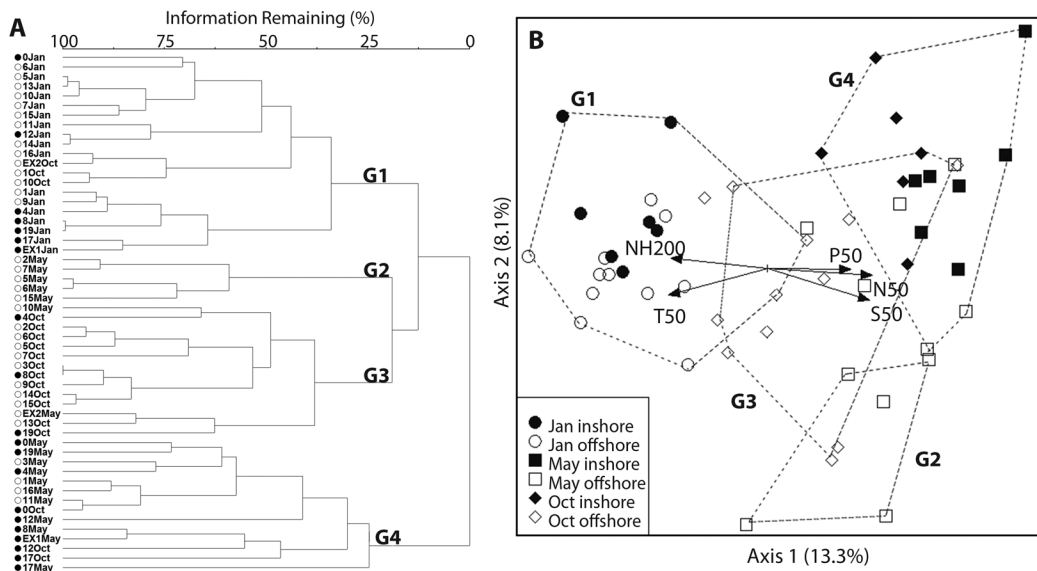 A
Information Remaining (%)
100 75 50 25 0
0Jan
6Jan
5Jan
13Jan
10Jan
7Jan
15Jan
11Jan
12Jan
14Jan
16Jan
EX2Oct
1Oct
10Oct
1Jan
9Jan
4Jan
8Jan
19Jan
17Jan
EX1Jan
2May
7May
5May
6May
15May
10May
4Oct
2Oct
6Oct
5Oct
7Oct
3Oct
8Oct
9Oct
14Oct
15Oct
EX2May
13Oct
19Oct
0May
19May
3May
4May
1May
16May
11May
0Oct
12May
8May
EX1May
12Oct
17Oct
17May
G1
G2
G3
G4
B
G4
G1
NH200
P50
N50
T50
S50
G3
G2
Jan inshore
Jan offshore
May inshore
May offshore
Oct inshore
Oct offshore
Axis 2 (8.1%)
Axis 1 (13.3%)